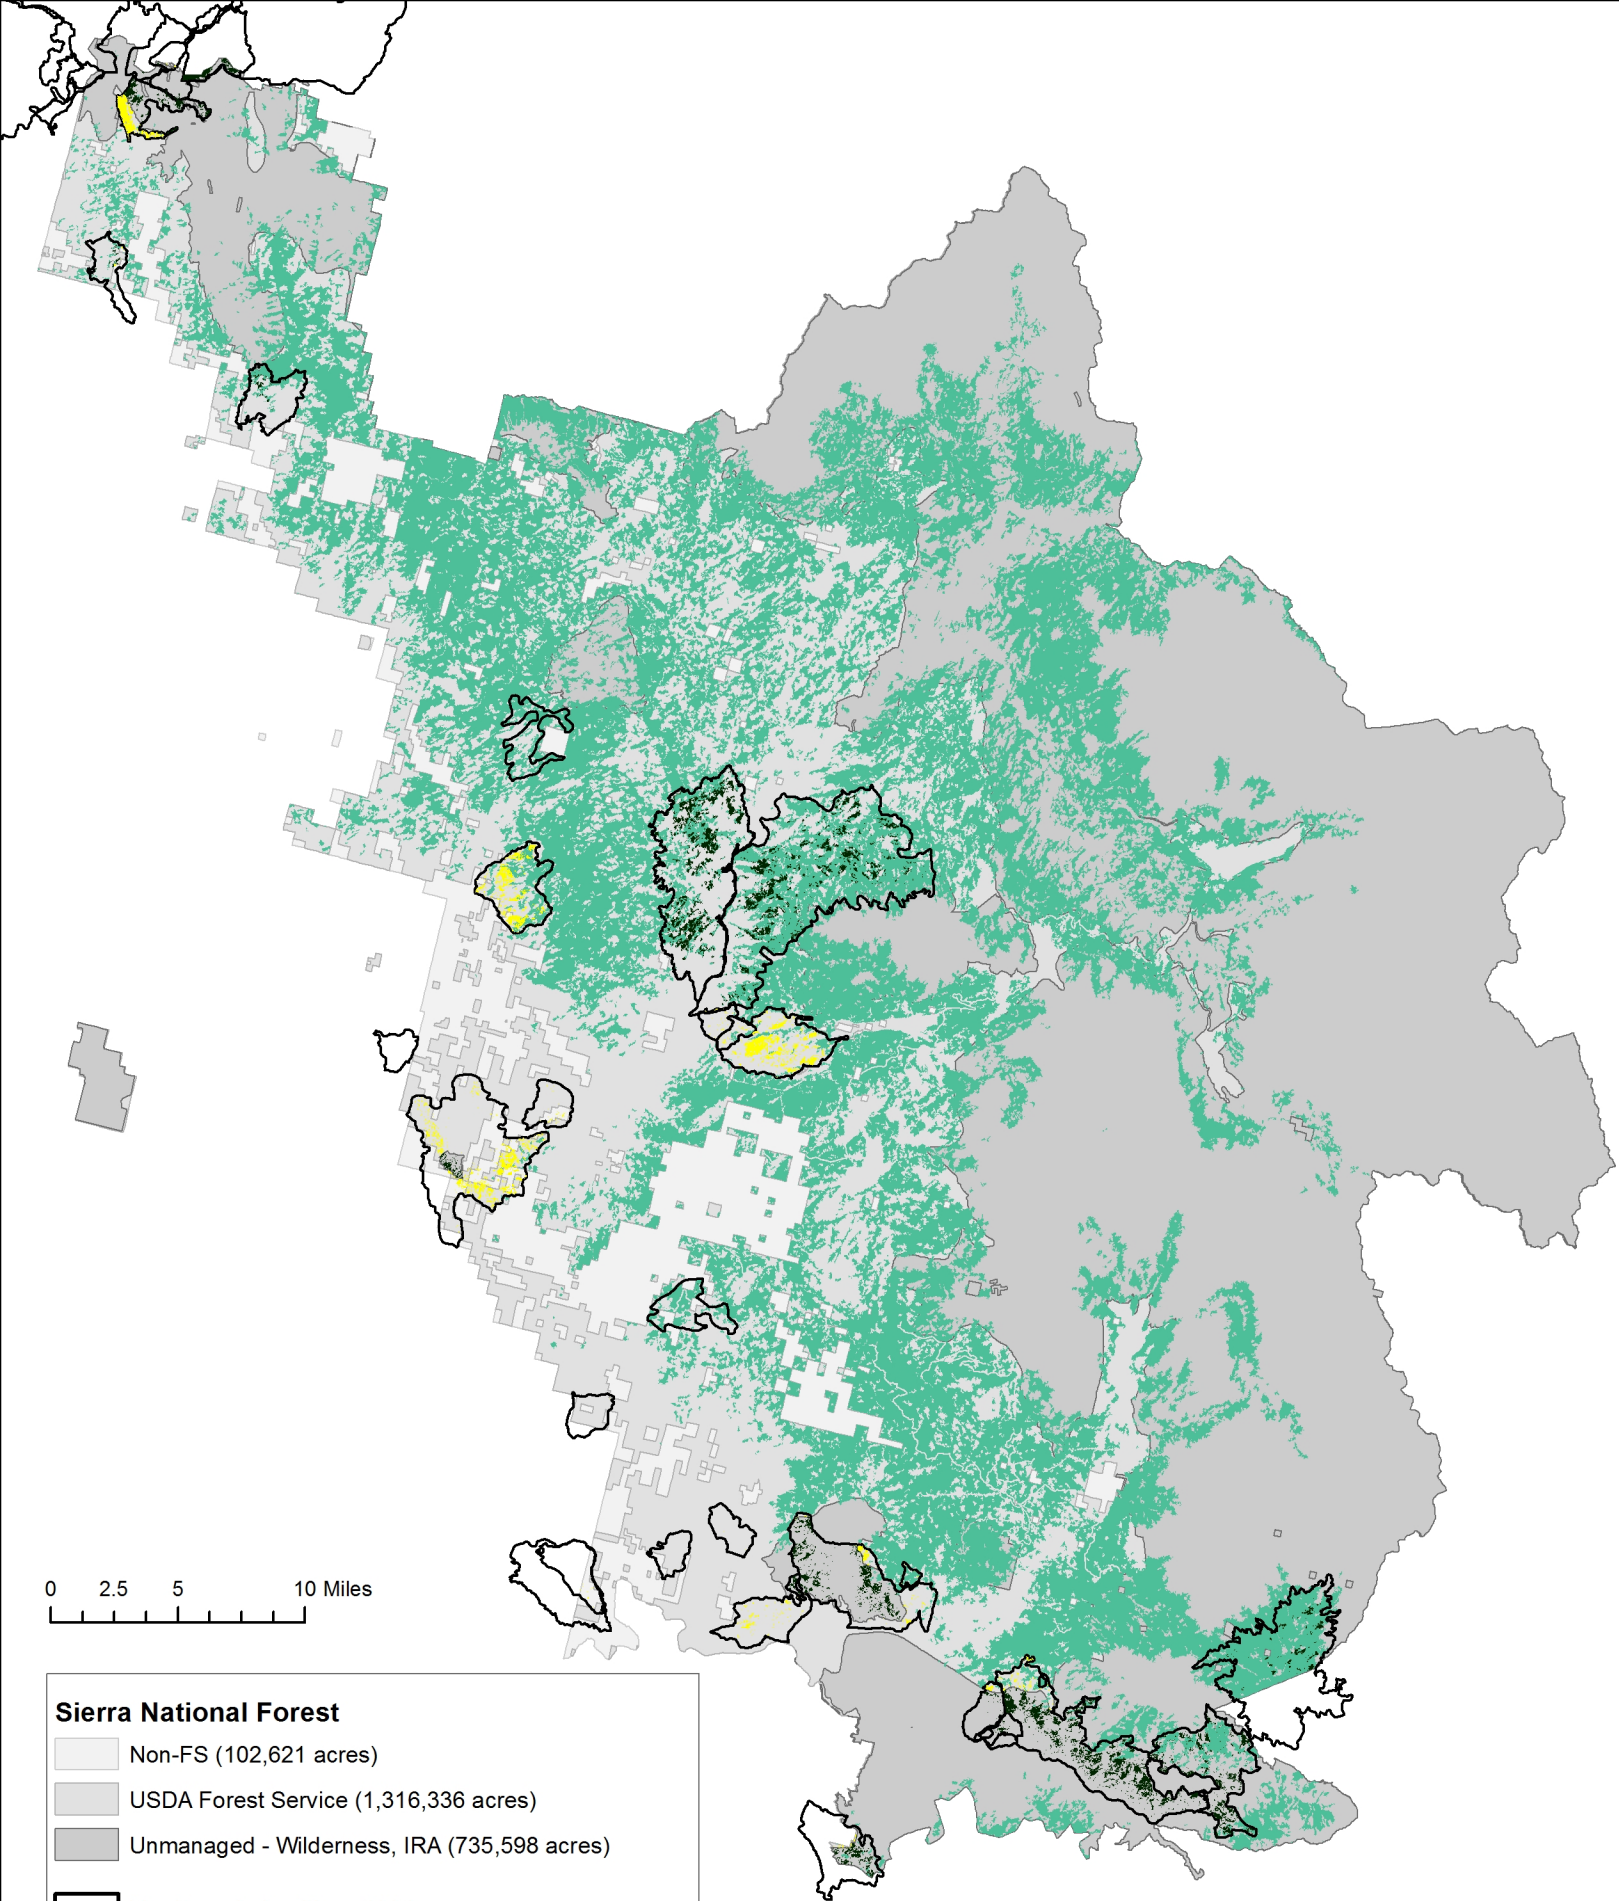 0 2.5 5 10 Miles
Sierra National Forest
Non-FS (102,621 acres)
USDA Forest Service (1,316,336 acres)
Unmanaged - Wilderness, IRA (735,598 acres)